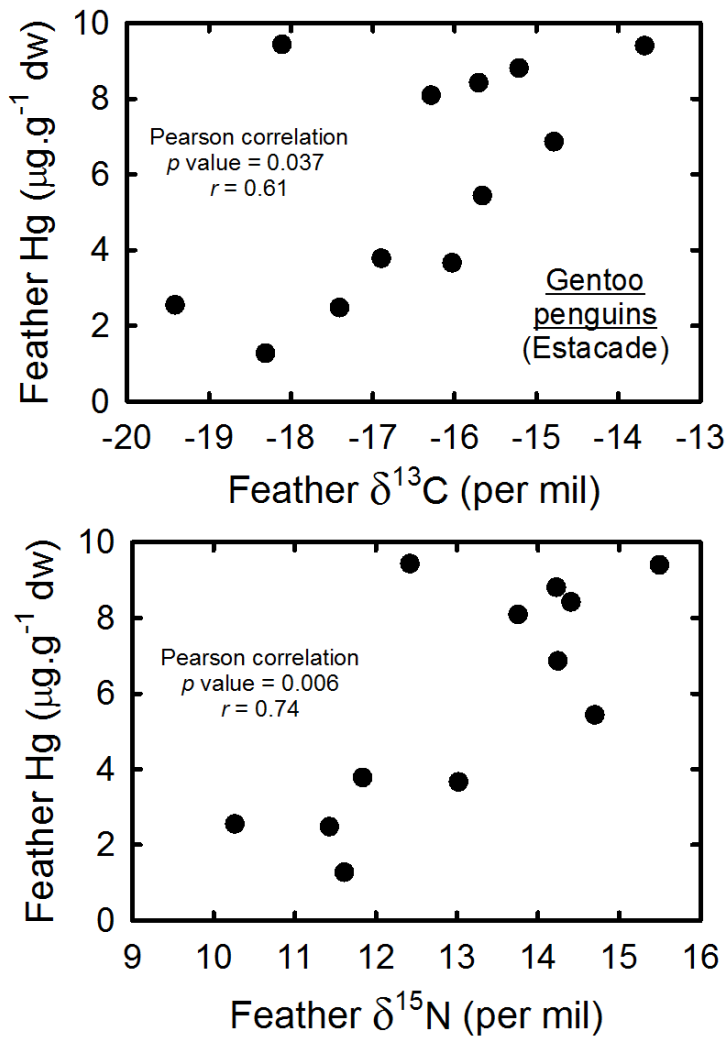 10
8
6
4
2
0
Feather Hg (μg.g⁻¹ dw)
Pearson correlation
p value = 0.037
r = 0.61
Gentoo
penguins
(Estacade)
-20 -19 -18 -17 -16 -15 -14 -13
Feather δ¹³C (per mil)
10
8
6
4
2
0
Feather Hg (μg.g⁻¹ dw)
Pearson correlation
p value = 0.006
r = 0.74
9 10 11 12 13 14 15 16
Feather δ¹⁵N (per mil)